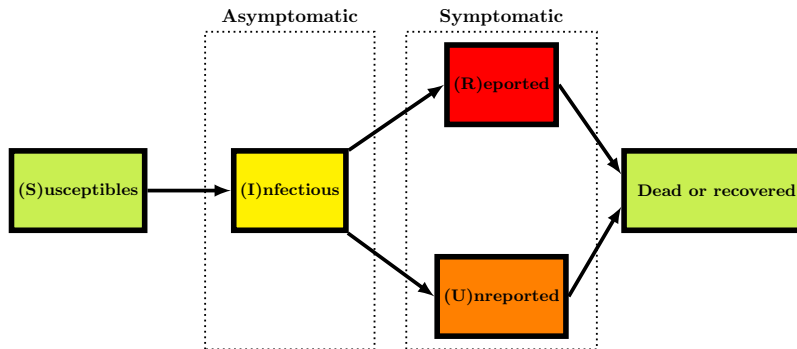 Asymptomatic
Symptomatic
(R)eported
(S)usceptibles
(I)nfectious
Dead or recovered
(U)nreported